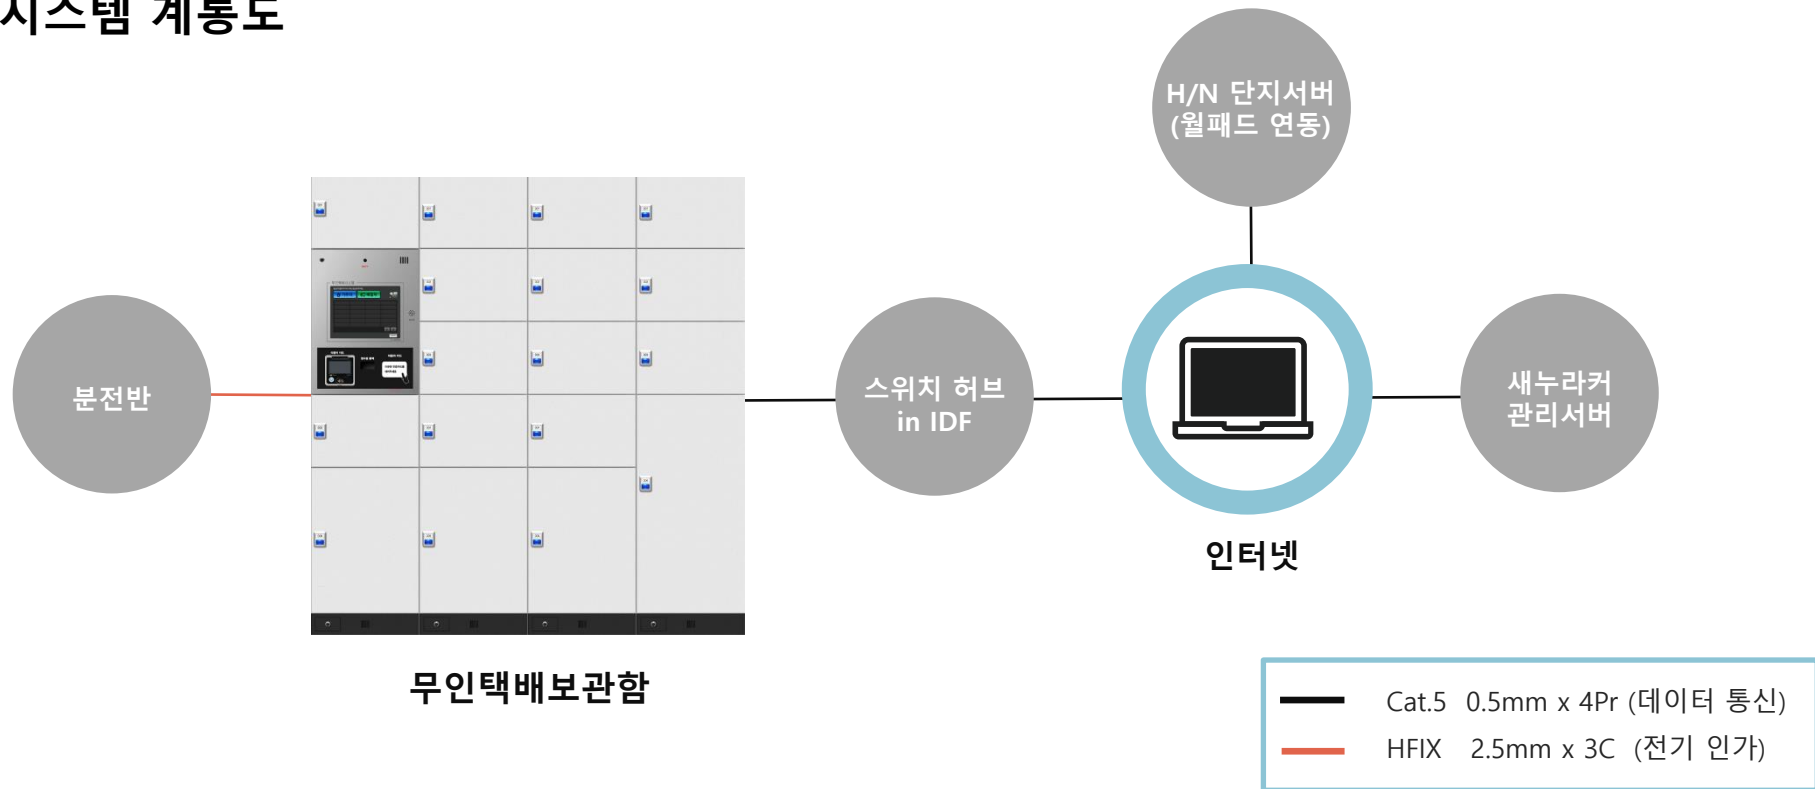 시스템 계통도
H/N 단지서버
(월패드 연동)
분전반
스위치 허브
in IDF
새누라커
관리서버
인터넷
무인택배보관함
Cat.5 0.5mm x 4Pr (데이터 통신)
HFIX 2.5mm x 3C (전기 인가)